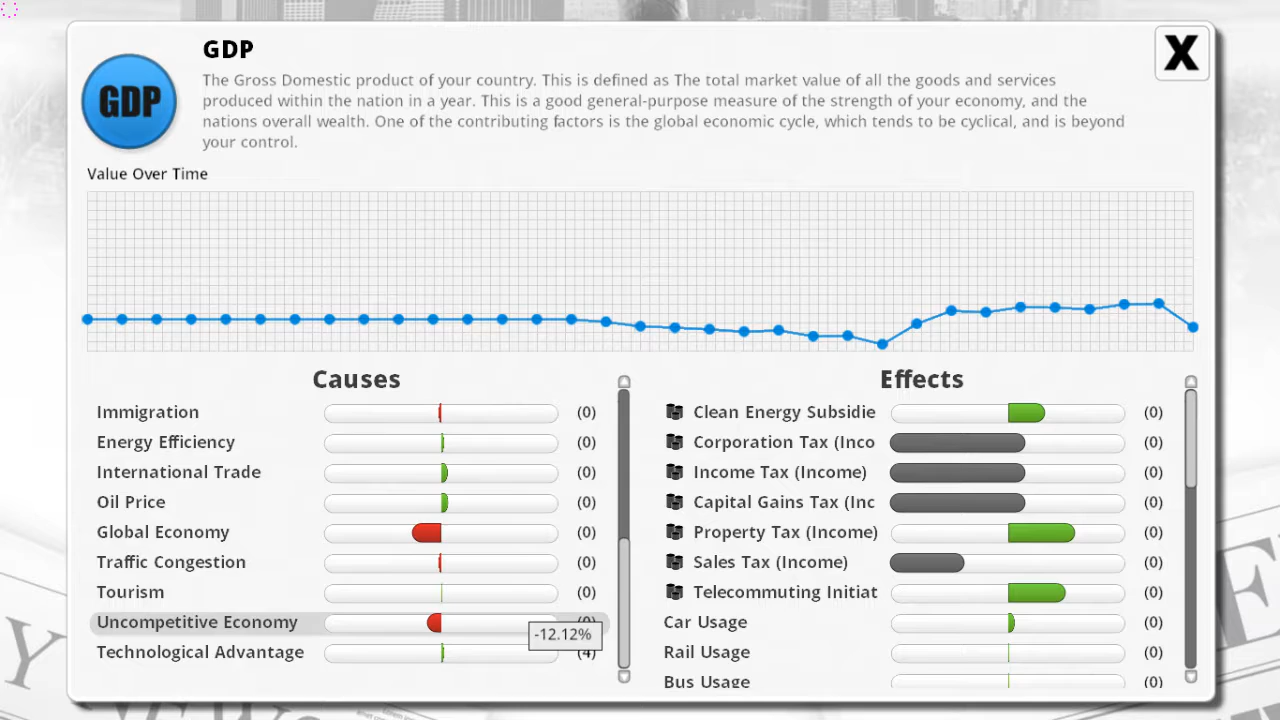 GDP
X
GDP
The Gross Domestic product of your country. This is defined as The total market value of all the goods and services
produced within the nation in a year. This is a good general-purpose measure of the strength of your economy, and the
nations overall wealth. One of the contributing factors is the global economic cycle, which tends to be cyclical, and is beyond
your control.
Value Over Time
Causes
Immigration (0)
Energy Efficiency (0)
International Trade (0)
Oil Price (0)
Global Economy (0)
Traffic Congestion (0)
Tourism (0)
Uncompetitive Economy (0)
-12.12%
Technological Advantage (4)
Effects
Clean Energy Subsidie (0)
Corporation Tax (Inco (0)
Income Tax (Income) (0)
Capital Gains Tax (Inc (0)
Property Tax (Income) (0)
Sales Tax (Income) (0)
Telecommuting Initiat (0)
Car Usage (0)
Rail Usage (0)
Bus Usage (0)